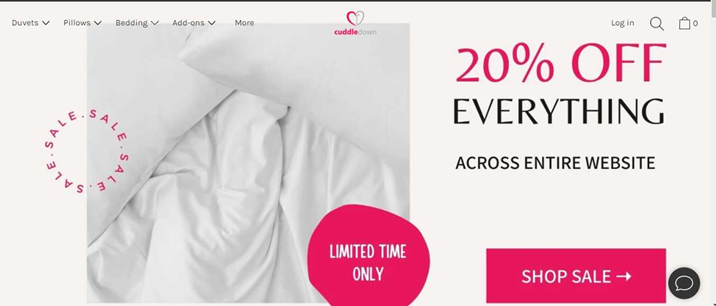 Duvets Pillows Bedding Add-ons More
cuddledown
Log in
0
20% OFF
EVERYTHING
ACROSS ENTIRE WEBSITE
SALE.SALE.SALE.SALE.
LIMITED TIME
ONLY
SHOP SALE →